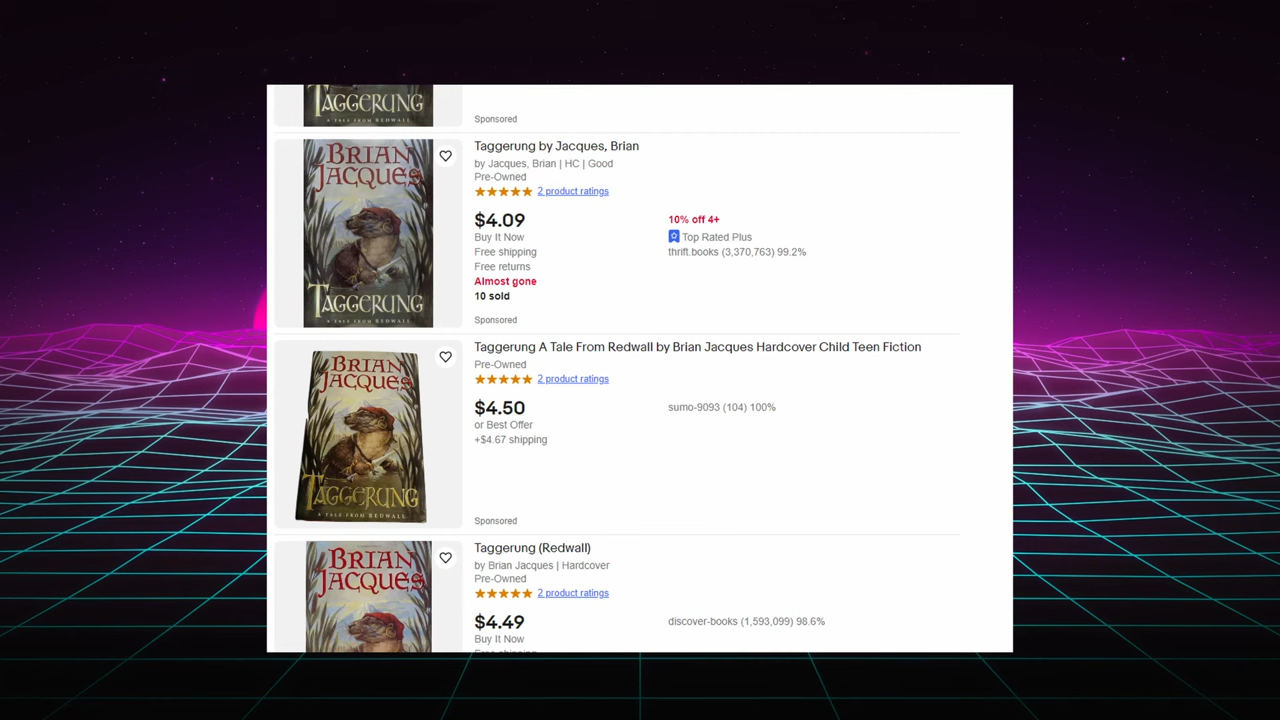 TAGGERUNG
A TALE FROM REDWALL
Sponsored
BRIAN
JACQUES
TAGGERUNG
A TALE FROM REDWALL
Taggerung by Jacques, Brian
by Jacques, Brian | HC | Good
Pre-Owned
2 product ratings
$4.09
Buy It Now
Free shipping
Free returns
Almost gone
10 sold
10% off 4+
Top Rated Plus
thrift.books (3,370,763) 99.2%
Sponsored
BRIAN
JACQUES
TAGGERUNG
A TALE FROM REDWALL
Taggerung A Tale From Redwall by Brian Jacques Hardcover Child Teen Fiction
Pre-Owned
2 product ratings
$4.50
or Best Offer
+$4.67 shipping
sumo-9093 (104) 100%
Sponsored
BRIAN
JACQUES
Taggerung (Redwall)
by Brian Jacques | Hardcover
Pre-Owned
2 product ratings
$4.49
Buy It Now
Free shipping
discover-books (1,593,099) 98.6%